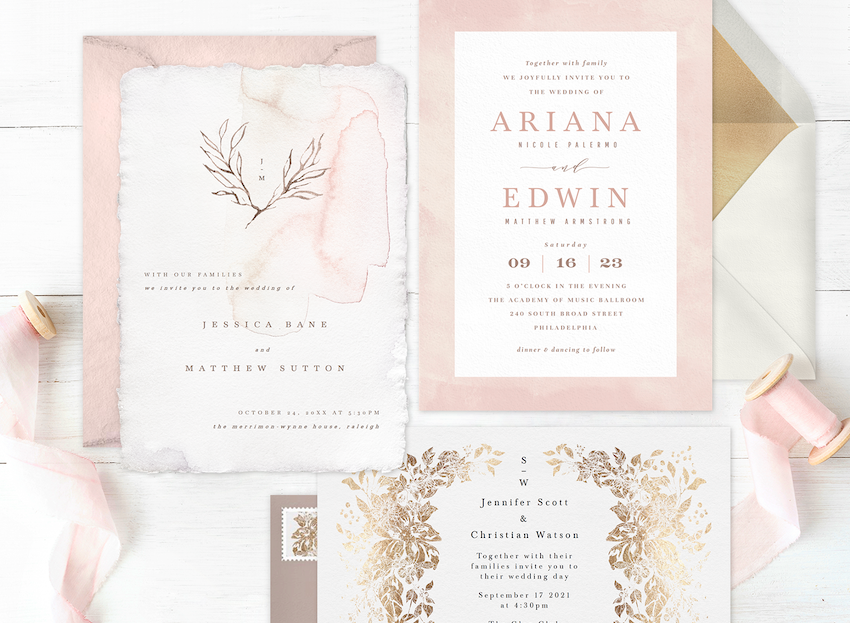 J
-
M
WITH OUR FAMILIES
we invite you to the wedding of
JESSICA BANE
and
MATTHEW SUTTON
OCTOBER 24, 20XX AT 5:30PM
the merrimon-wynne house, raleigh
Together with family
WE JOYFULLY INVITE YOU TO
THE WEDDING OF
ARIANA
NICOLE PALERMO
and
EDWIN
MATTHEW ARMSTRONG
Saturday
09 | 16 | 23
5 O'CLOCK IN THE EVENING
THE ACADEMY OF MUSIC BALLROOM
240 SOUTH BROAD STREET
PHILADELPHIA
dinner & dancing to follow
S
-
W
Jennifer Scott
&
Christian Watson
Together with their
families invite you to
their wedding day
September 17 2021
at 4:30pm